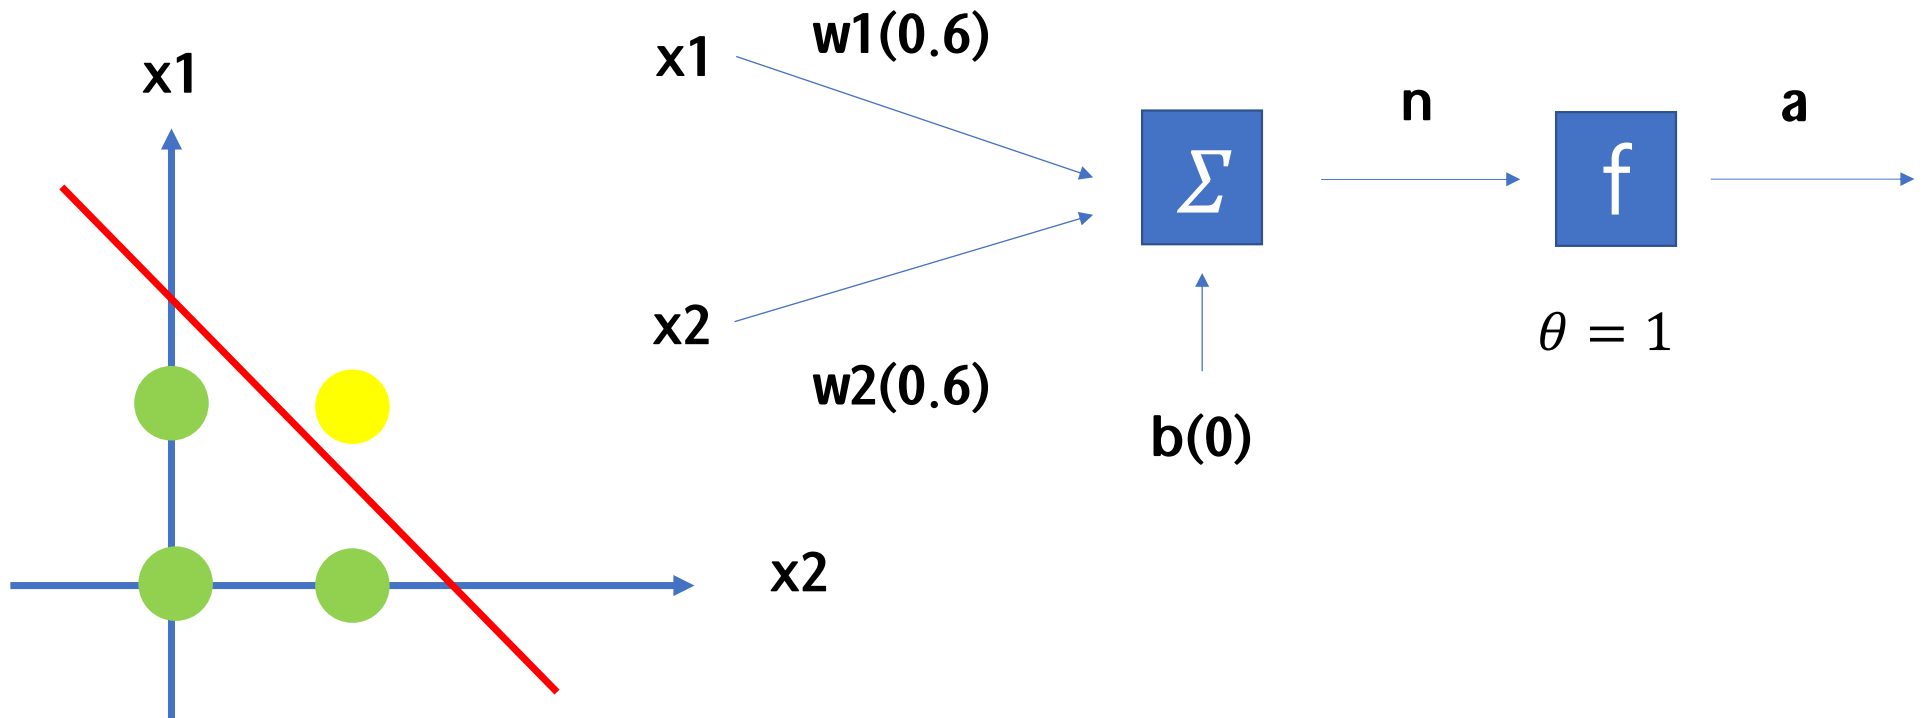 x1
x2
x1
w1(0.6)
x2
w2(0.6)
Σ
b(0)
n
f
θ = 1
a